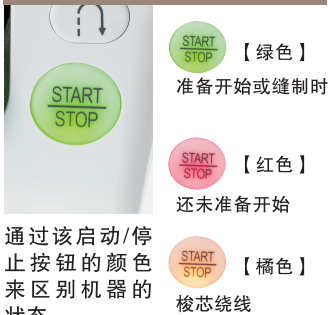 START
STOP
通过该启动/停
止按钮的颜色
来区别机器的
状态
START
STOP
【绿色】
准备开始或缝制时
START
STOP
【红色】
还未准备开始
START
STOP
【橘色】
梭芯绕线